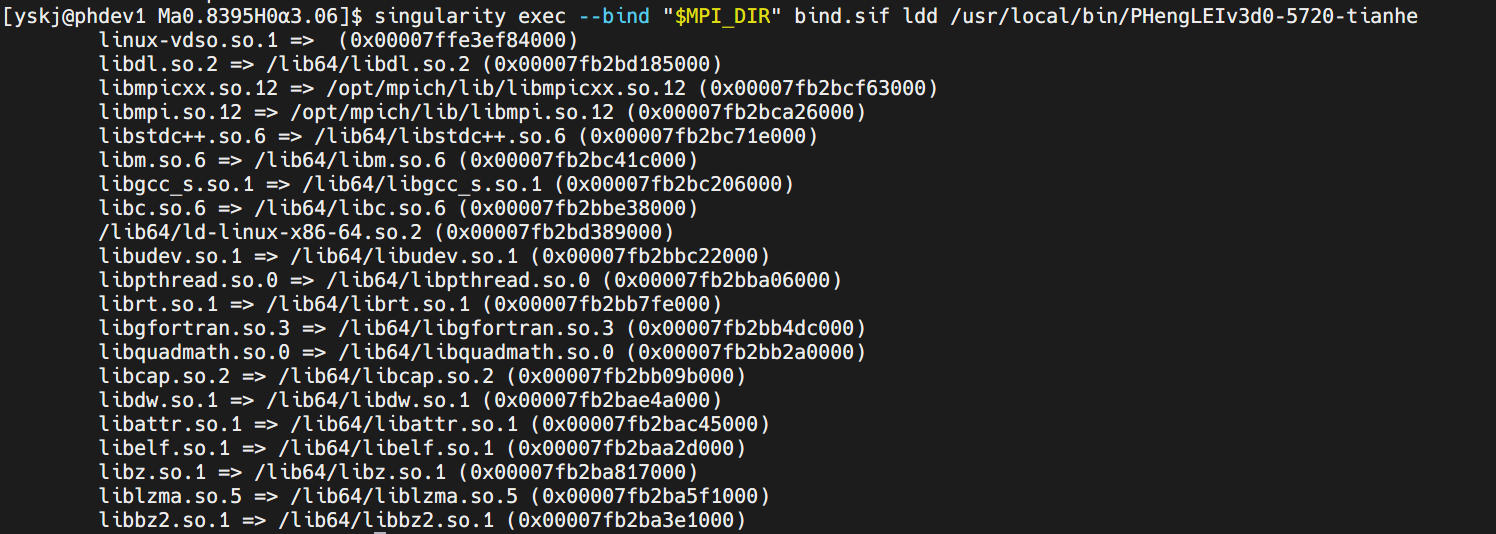 [yskj@phdev1 Ma0.8395H0α3.06]$ singularity exec --bind "$MPI_DIR" bind.sif ldd /usr/local/bin/PHengLEIv3d0-5720-tianhe
linux-vdso.so.1 =>  (0x00007ffe3ef84000)
libdl.so.2 => /lib64/libdl.so.2 (0x00007fb2bd185000)
libmpicxx.so.12 => /opt/mpich/lib/libmpicxx.so.12 (0x00007fb2bcf63000)
libmpi.so.12 => /opt/mpich/lib/libmpi.so.12 (0x00007fb2bca26000)
libstdc++.so.6 => /lib64/libstdc++.so.6 (0x00007fb2bc71e000)
libm.so.6 => /lib64/libm.so.6 (0x00007fb2bc41c000)
libgcc_s.so.1 => /lib64/libgcc_s.so.1 (0x00007fb2bc206000)
libc.so.6 => /lib64/libc.so.6 (0x00007fb2bbe38000)
/lib64/ld-linux-x86-64.so.2 (0x00007fb2bd389000)
libudev.so.1 => /lib64/libudev.so.1 (0x00007fb2bbc22000)
libpthread.so.0 => /lib64/libpthread.so.0 (0x00007fb2bba06000)
librt.so.1 => /lib64/librt.so.1 (0x00007fb2bb7fe000)
libgfortran.so.3 => /lib64/libgfortran.so.3 (0x00007fb2bb4dc000)
libquadmath.so.0 => /lib64/libquadmath.so.0 (0x00007fb2bb2a0000)
libcap.so.2 => /lib64/libcap.so.2 (0x00007fb2bb09b000)
libdw.so.1 => /lib64/libdw.so.1 (0x00007fb2bae4a000)
libattr.so.1 => /lib64/libattr.so.1 (0x00007fb2bac45000)
libelf.so.1 => /lib64/libelf.so.1 (0x00007fb2baa2d000)
libz.so.1 => /lib64/libz.so.1 (0x00007fb2ba817000)
liblzma.so.5 => /lib64/liblzma.so.5 (0x00007fb2ba5f1000)
libbz2.so.1 => /lib64/libbz2.so.1 (0x00007fb2ba3e1000)